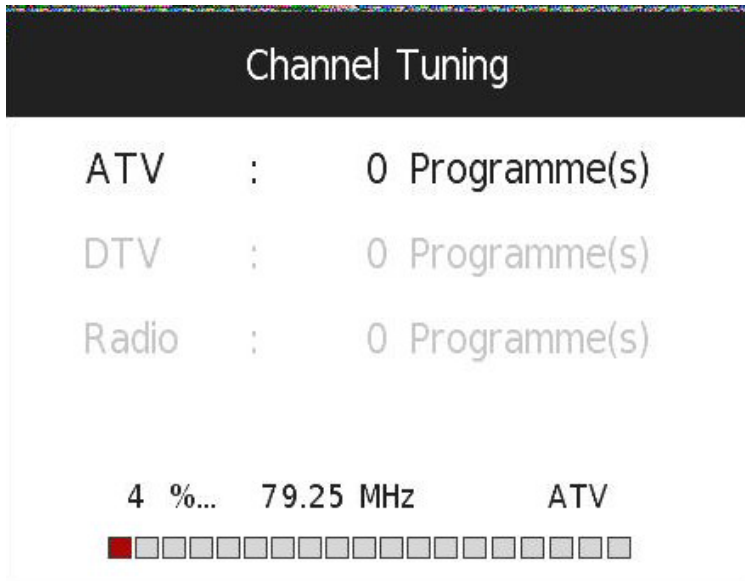 Channel Tuning
ATV : 0 Programme(s)
DTV : 0 Programme(s)
Radio : 0 Programme(s)
4 %... 79.25 MHz ATV